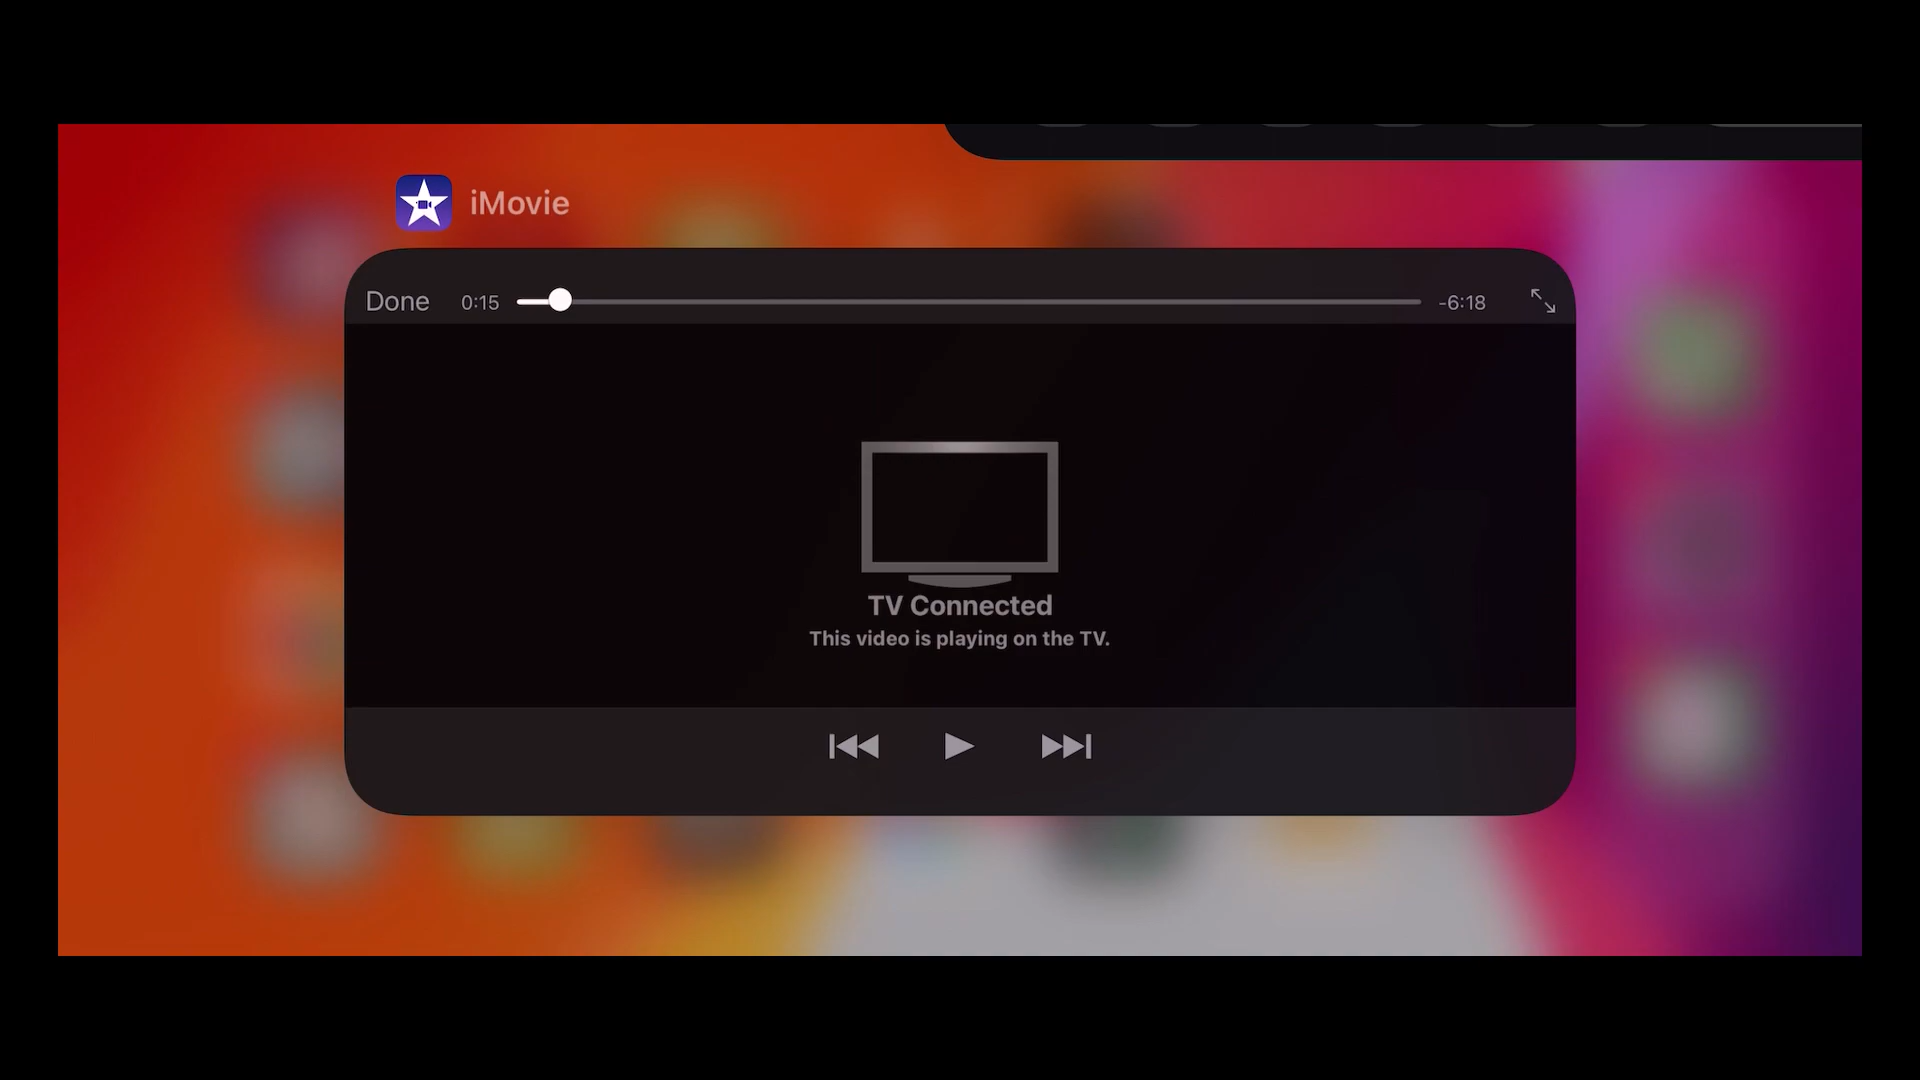 iMovie
Done 0:15 -6:18
TV Connected
This video is playing on the TV.